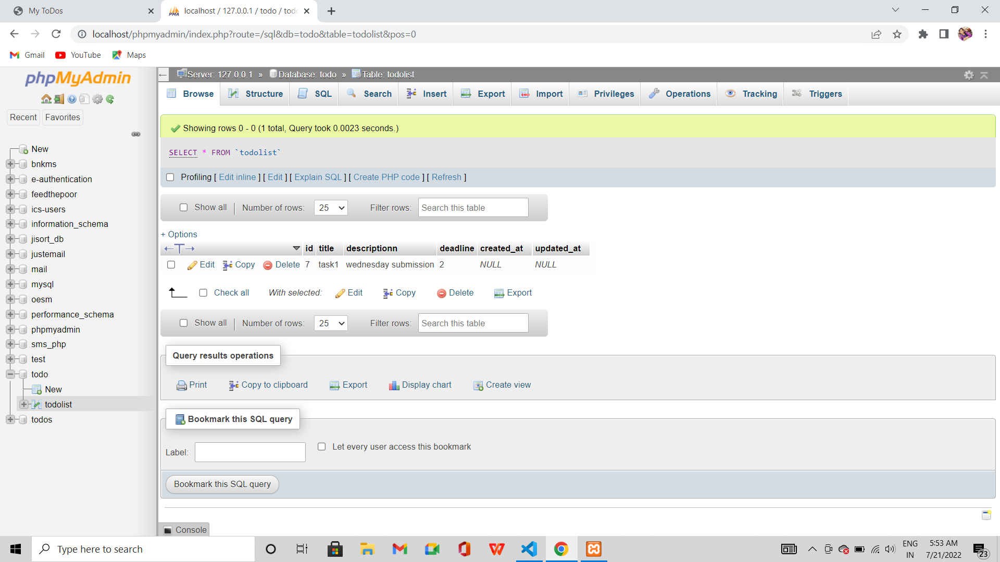 My ToDos
localhost / 127.0.0.1 / todo / tod
localhost/phpmyadmin/index.php?route=/sql&db=todo&table=todolist&pos=0
Gmail YouTube Maps
phpMyAdmin
Recent Favorites
New
bnkms
e-authentication
feedthepoor
ics-users
information_schema
jisort_db
justemail
mail
mysql
oesm
performance_schema
phpmyadmin
sms_php
test
todo
New
todolist
todos
← Server: 127.0.0.1 » Database: todo » Table: todolist
Browse Structure SQL Search Insert Export Import Privileges Operations Tracking Triggers
Showing rows 0 - 0 (1 total, Query took 0.0023 seconds.)
SELECT * FROM `todolist`
Profiling [ Edit inline ] [ Edit ] [ Explain SQL ] [ Create PHP code ] [ Refresh ]
Show all | Number of rows: 25 Filter rows: Search this table
+ Options
←T→ id title descriptionn deadline created_at updated_at
Edit Copy Delete 7 task1 wednesday submission 2 NULL NULL
Check all With selected: Edit Copy Delete Export
Show all | Number of rows: 25 Filter rows: Search this table
Query results operations
Print Copy to clipboard Export Display chart Create view
Bookmark this SQL query
Label: Let every user access this bookmark
Bookmark this SQL query
Console
Type here to search
ENG
IN
5:53 AM
7/21/2022
23